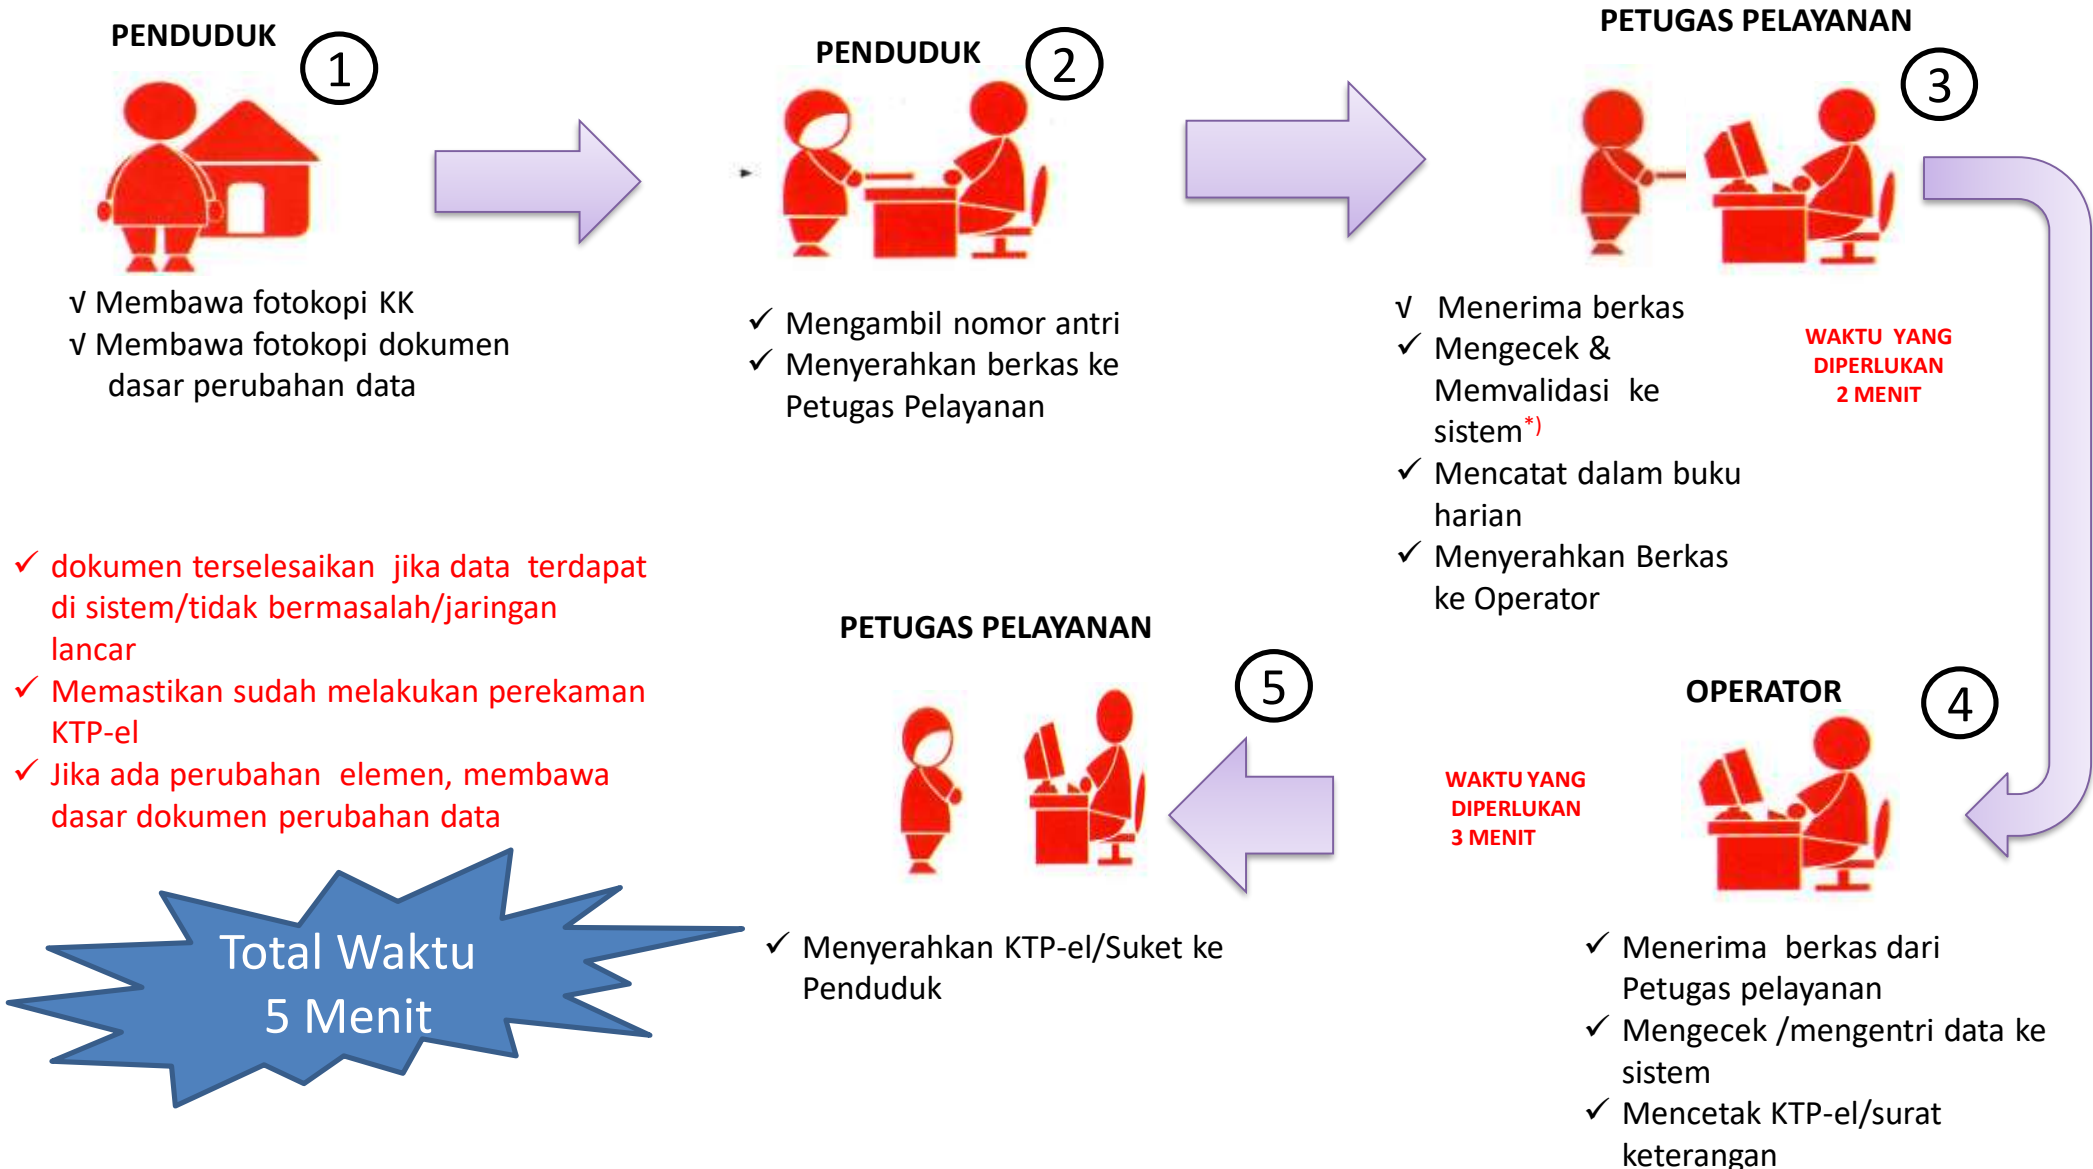 PENDUDUK
1
√ Membawa fotokopi KK
√ Membawa fotokopi dokumen
dasar perubahan data
PENDUDUK
2
✓ Mengambil nomor antri
✓ Menyerahkan berkas ke
Petugas Pelayanan
PETUGAS PELAYANAN
3
√ Menerima berkas
✓ Mengecek &
Memvalidasi ke
sistem*)
✓ Mencatat dalam buku
harian
✓ Menyerahkan Berkas
ke Operator
WAKTU YANG
DIPERLUKAN
2 MENIT
OPERATOR
4
✓ Menerima berkas dari
Petugas pelayanan
✓ Mengecek /mengentri data ke
sistem
✓ Mencetak KTP-el/surat
keterangan
WAKTU YANG
DIPERLUKAN
3 MENIT
PETUGAS PELAYANAN
5
✓ Menyerahkan KTP-el/Suket ke
Penduduk
✓ dokumen terselesaikan jika data terdapat
di sistem/tidak bermasalah/jaringan
lancar
✓ Memastikan sudah melakukan perekaman
KTP-el
✓ Jika ada perubahan elemen, membawa
dasar dokumen perubahan data
Total Waktu
5 Menit